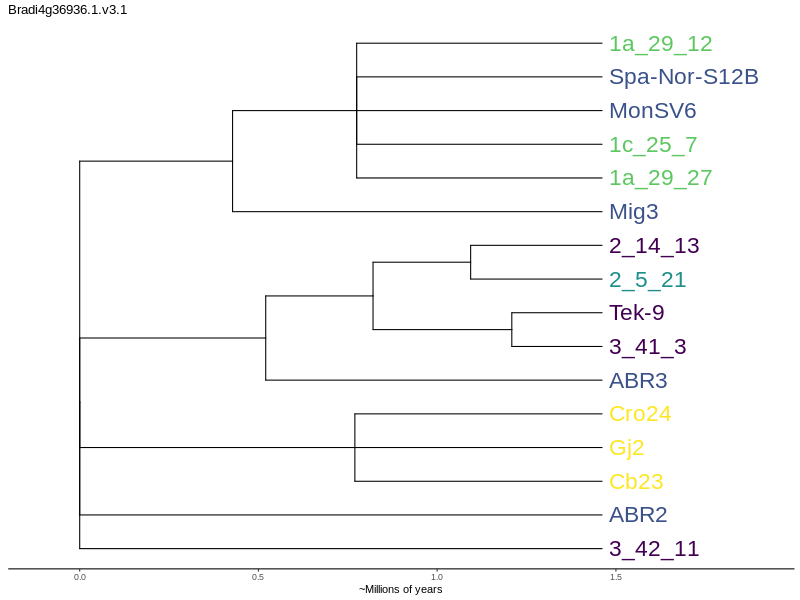 Bradi4g36936.1.v3.1
1a_29_12
Spa-Nor-S12B
MonSV6
1c_25_7
1a_29_27
Mig3
2_14_13
2_5_21
Tek-9
3_41_3
ABR3
Cro24
Gj2
Cb23
ABR2
3_42_11
0.0 0.5 1.0 1.5
~Millions of years